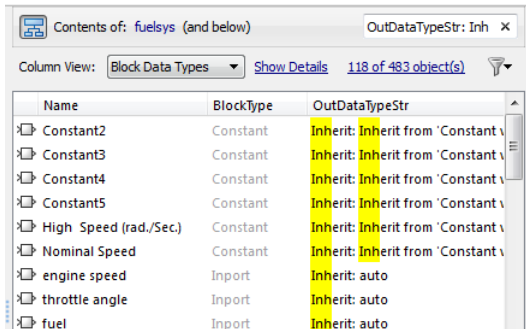 Contents of: fuelsys (and below) OutDataTypeStr: Inh ×
Column View: Block Data Types Show Details 118 of 483 object(s)
Name BlockType OutDataTypeStr
Constant2 Constant Inherit: Inherit from 'Constant v
Constant3 Constant Inherit: Inherit from 'Constant v
Constant4 Constant Inherit: Inherit from 'Constant v
Constant5 Constant Inherit: Inherit from 'Constant v
High Speed (rad./Sec.) Constant Inherit: Inherit from 'Constant v
Nominal Speed Constant Inherit: Inherit from 'Constant v
engine speed Inport Inherit: auto
throttle angle Inport Inherit: auto
fuel Inport Inherit: auto